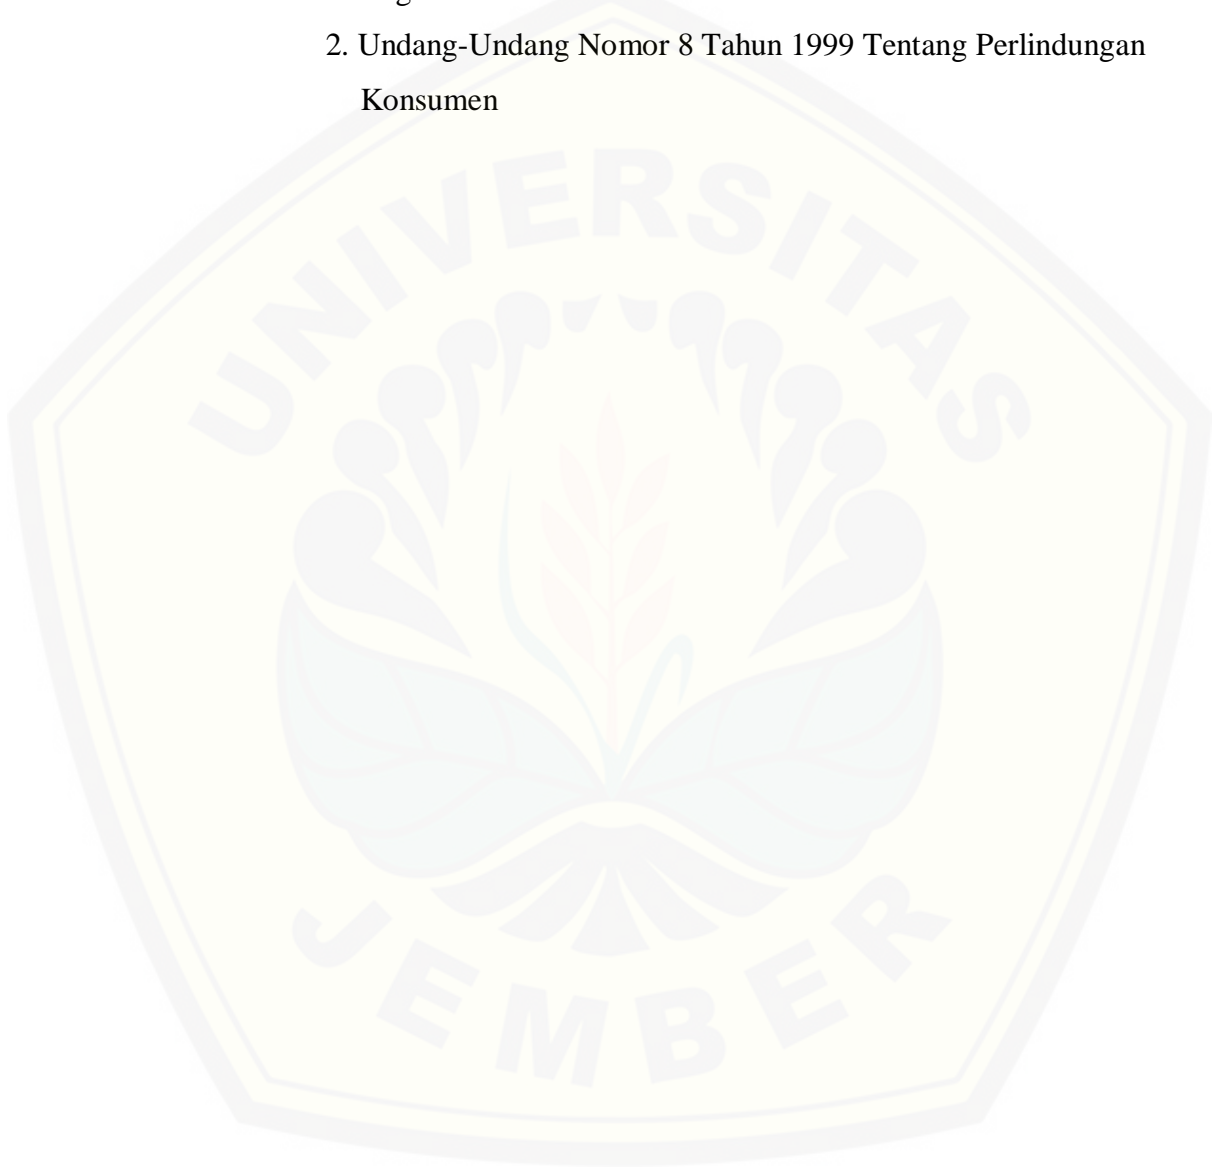 2. Undang-Undang Nomor 8 Tahun 1999 Tentang Perlindungan
Konsumen
UNIVERSITAS
JEMBER